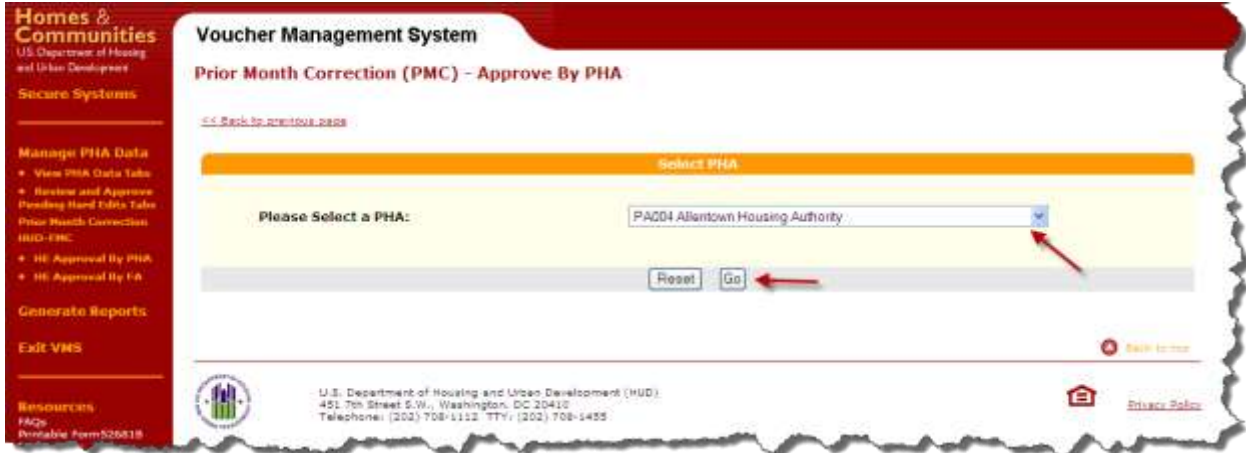 Homes &
Communities
U.S. Department of Housing
and Urban Development
Secure Systems
Manage PHA Data
View PHA Data Tabs
Review and Approve
Pending Hard Edits Tabs
Prior Month Correction
HUD-FMC
HE Approval By PHA
HE Approval By FA
Generate Reports
Exit VMS
Resources
FAQs
Printable Form52681B
Voucher Management System
Prior Month Correction (PMC) - Approve By PHA
<< Back to previous page
Select PHA
Please Select a PHA:
PA004 Allentown Housing Authority
Reset Go
Back to top
U.S. Department of Housing and Urban Development (HUD)
451 7th Street S.W., Washington, DC 20410
Telephone: (202) 708-1112 TTY: (202) 708-1455
Privacy Policy